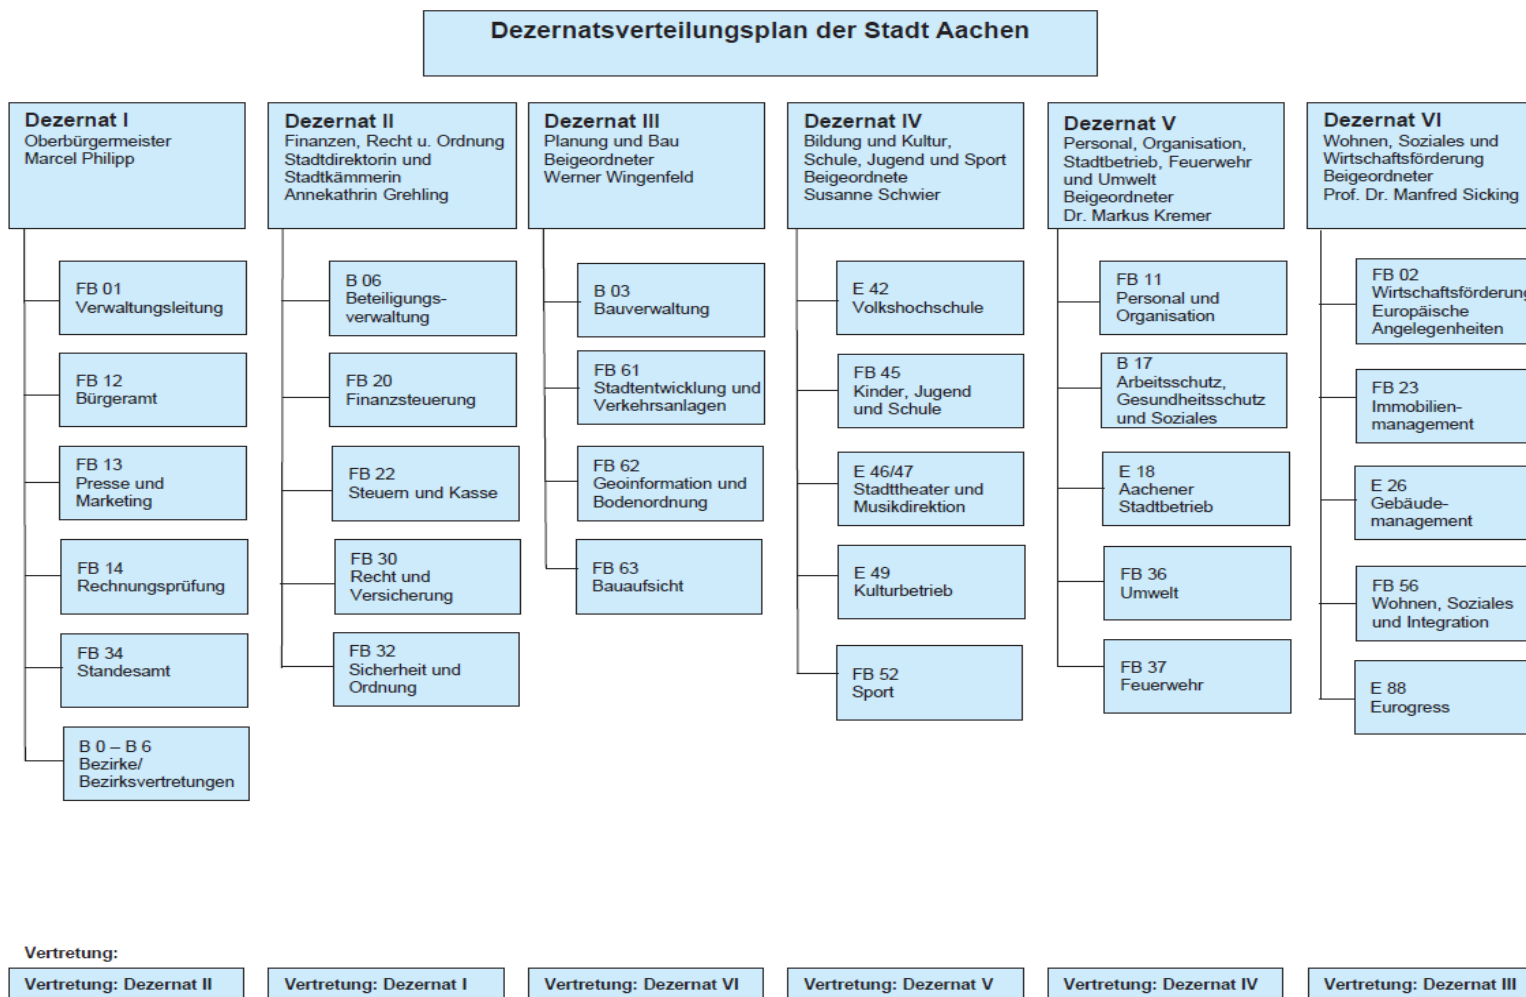 Dezernatsverteilungsplan der Stadt Aachen
Dezernat I
Oberbürgermeister
Marcel Philipp
FB 01
Verwaltungsleitung
FB 12
Bürgeramt
FB 13
Presse und
Marketing
FB 14
Rechnungsprüfung
FB 34
Standesamt
B 0 – B 6
Bezirke/
Bezirksvertretungen
Dezernat II
Finanzen, Recht u. Ordnung
Stadtdirektorin und
Stadtkämmerin
Annekathrin Grehling
B 06
Beteiligungs-
verwaltung
FB 20
Finanzsteuerung
FB 22
Steuern und Kasse
FB 30
Recht und
Versicherung
FB 32
Sicherheit und
Ordnung
Dezernat III
Planung und Bau
Beigeordneter
Werner Wingenfeld
B 03
Bauverwaltung
FB 61
Stadtentwicklung und
Verkehrsanlagen
FB 62
Geoinformation und
Bodenordnung
FB 63
Bauaufsicht
Dezernat IV
Bildung und Kultur,
Schule, Jugend und Sport
Beigeordnete
Susanne Schwier
E 42
Volkshochschule
FB 45
Kinder, Jugend
und Schule
E 46/47
Stadttheater und
Musikdirektion
E 49
Kulturbetrieb
FB 52
Sport
Dezernat V
Personal, Organisation,
Stadtbetrieb, Feuerwehr
und Umwelt
Beigeordneter
Dr. Markus Kremer
FB 11
Personal und
Organisation
B 17
Arbeitsschutz,
Gesundheitsschutz
und Soziales
E 18
Aachener
Stadtbetrieb
FB 36
Umwelt
FB 37
Feuerwehr
Dezernat VI
Wohnen, Soziales und
Wirtschaftsförderung
Beigeordneter
Prof. Dr. Manfred Sicking
FB 02
Wirtschaftsförderung
Europäische
Angelegenheiten
FB 23
Immobilien-
management
E 26
Gebäude-
management
FB 56
Wohnen, Soziales
und Integration
E 88
Eurogress
Vertretung:
Vertretung: Dezernat II
Vertretung: Dezernat I
Vertretung: Dezernat VI
Vertretung: Dezernat V
Vertretung: Dezernat IV
Vertretung: Dezernat III